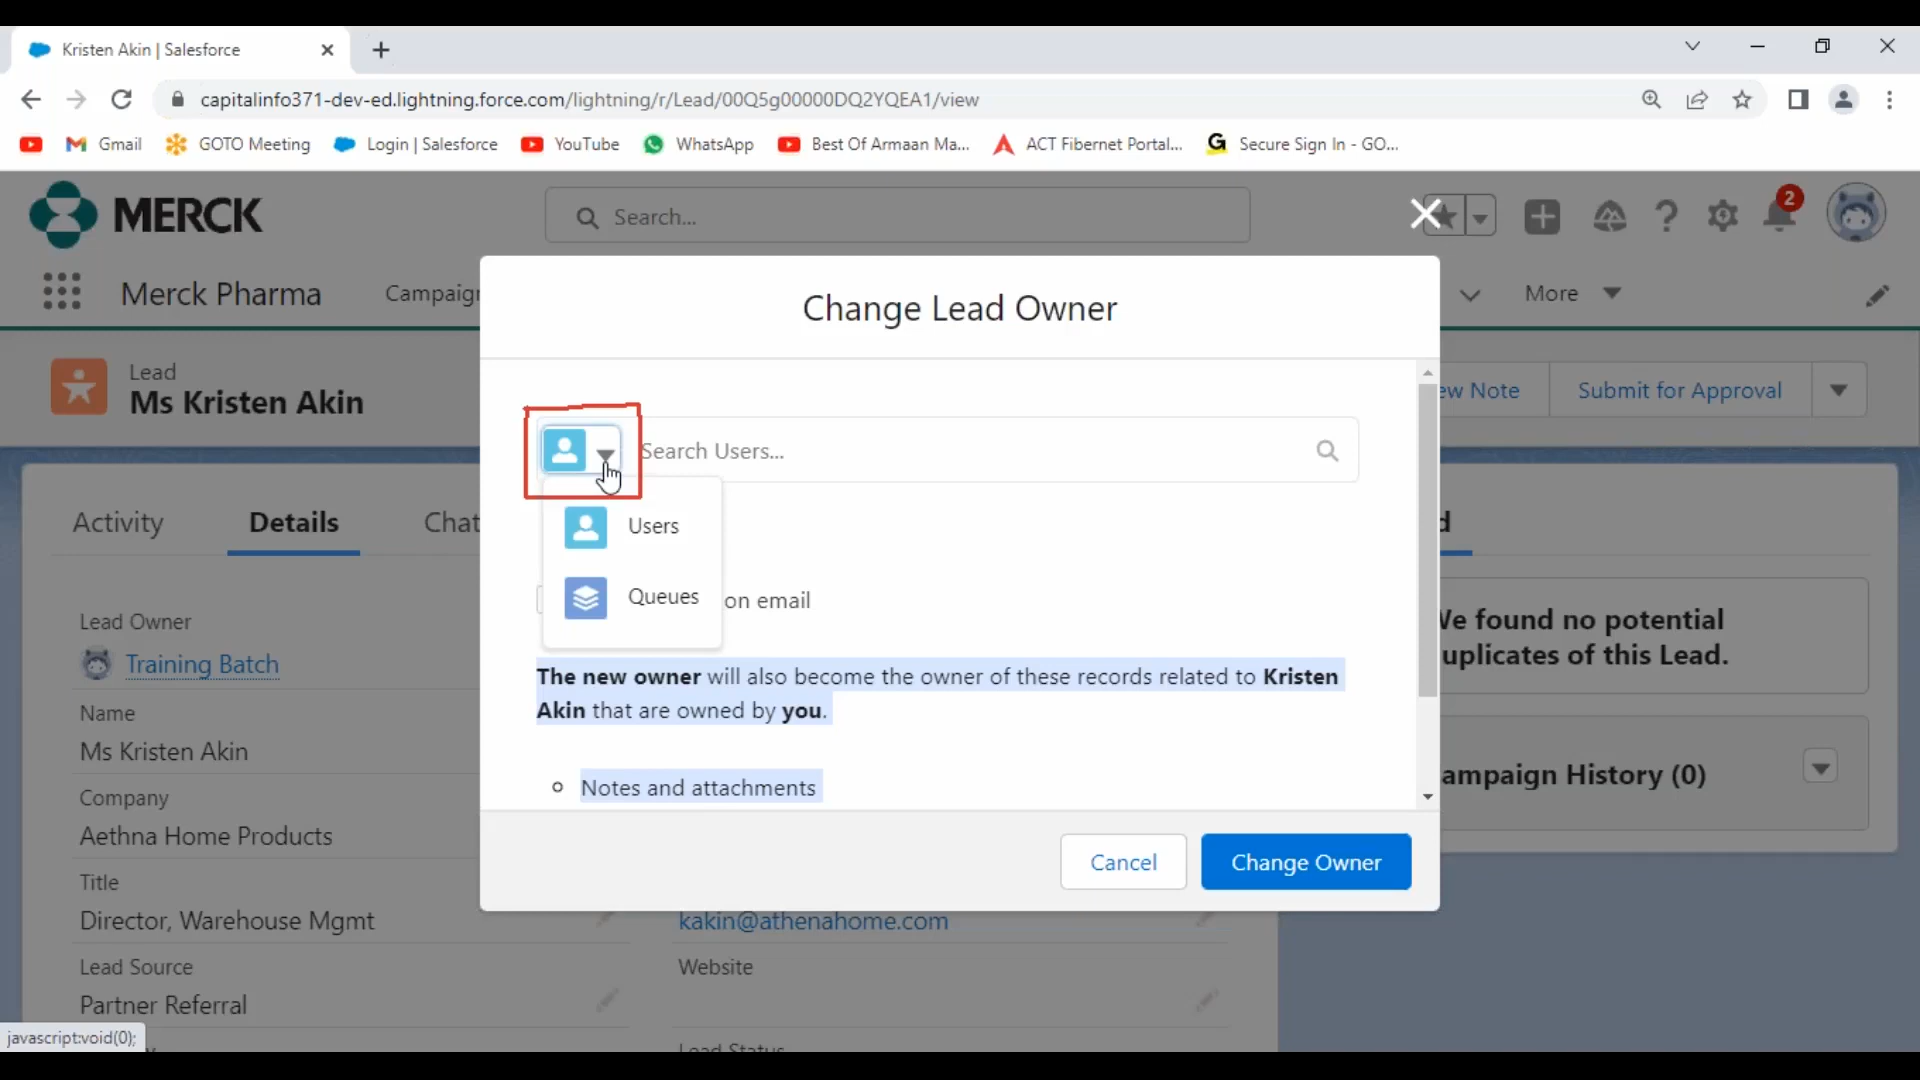 Kristen Akin | Salesforce
capitalinfo371-dev-ed.lightning.force.com/lightning/r/Lead/00Q5g00000DQ2YQEA1/view
Gmail GOTO Meeting Login | Salesforce YouTube WhatsApp Best Of Armaan Ma... ACT Fibernet Portal... Secure Sign In - GO...
MERCK
Search...
2
Merck Pharma
Campaign
More
Change Lead Owner
Lead
Ms Kristen Akin
ew Note
Submit for Approval
Search Users...
Activity
Details
Chat
d
Users
Queues
on email
Lead Owner
Training Batch
We found no potential
uplicates of this Lead.
The new owner will also become the owner of these records related to Kristen
Akin that are owned by you.
Name
Ms Kristen Akin
Notes and attachments
ampaign History (0)
Company
Aethna Home Products
Cancel
Change Owner
Title
Director, Warehouse Mgmt
kakin@athenahome.com
Lead Source
Partner Referral
Website
javascript:void(0);
Lead Status